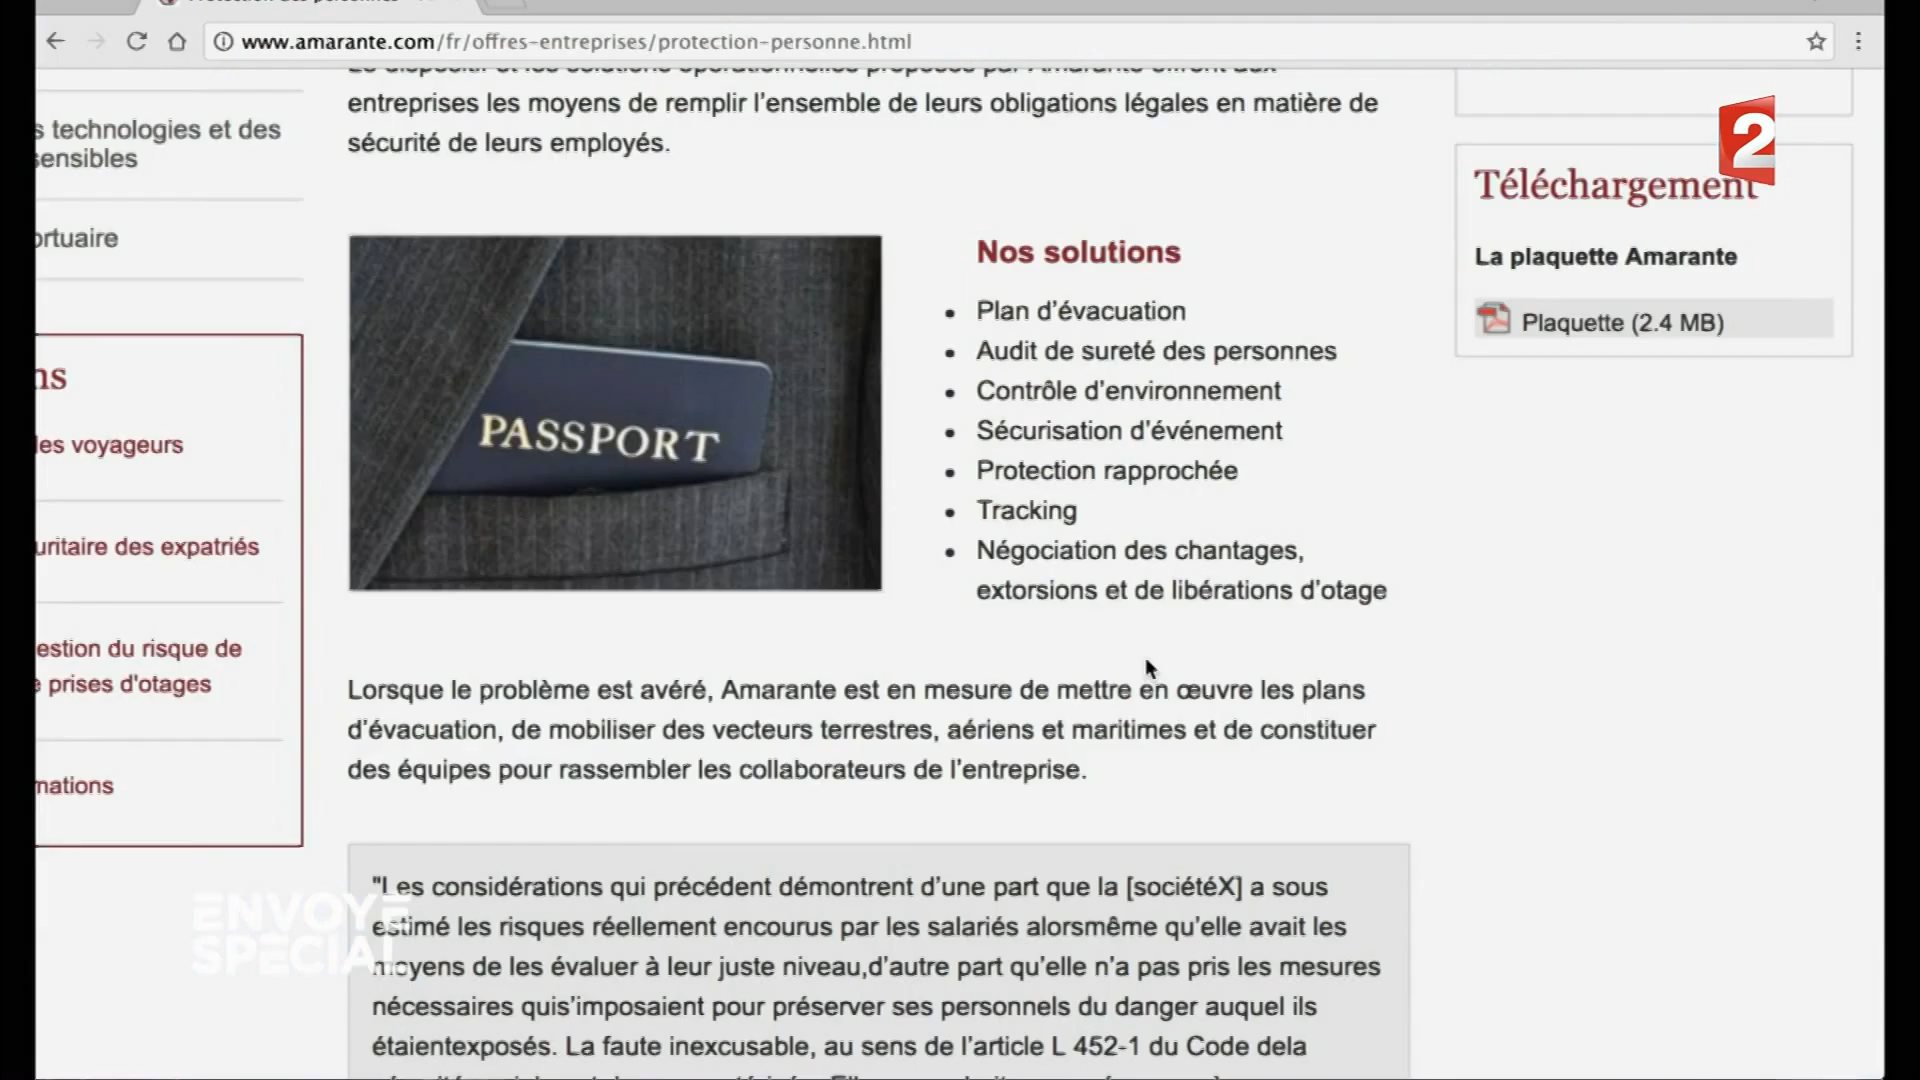 www.amarante.com/fr/offres-entreprises/protection-personne.html
entreprises les moyens de remplir l'ensemble de leurs obligations légales en matière de
sécurité de leurs employés.
s technologies et des
sensibles
ortuaire
ns
les voyageurs
uritaire des expatriés
estion du risque de
e prises d'otages
mations
PASSPORT
Nos solutions
• Plan d'évacuation
• Audit de sureté des personnes
• Contrôle d'environnement
• Sécurisation d'événement
• Protection rapprochée
• Tracking
• Négociation des chantages,
extorsions et de libérations d'otage
2
Téléchargement
La plaquette Amarante
Plaquette (2.4 MB)
Lorsque le problème est avéré, Amarante est en mesure de mettre en œuvre les plans
d'évacuation, de mobiliser des vecteurs terrestres, aériens et maritimes et de constituer
des équipes pour rassembler les collaborateurs de l'entreprise.
"Les considérations qui précédent démontrent d'une part que la [sociétéX] a sous
estimé les risques réellement encourus par les salariés alorsmême qu'elle avait les
moyens de les évaluer à leur juste niveau,d'autre part qu'elle n'a pas pris les mesures
nécessaires quis'imposaient pour préserver ses personnels du danger auquel ils
étaientexposés. La faute inexcusable, au sens de l'article L 452-1 du Code dela
ENVOYÉ
SPÉCIAL